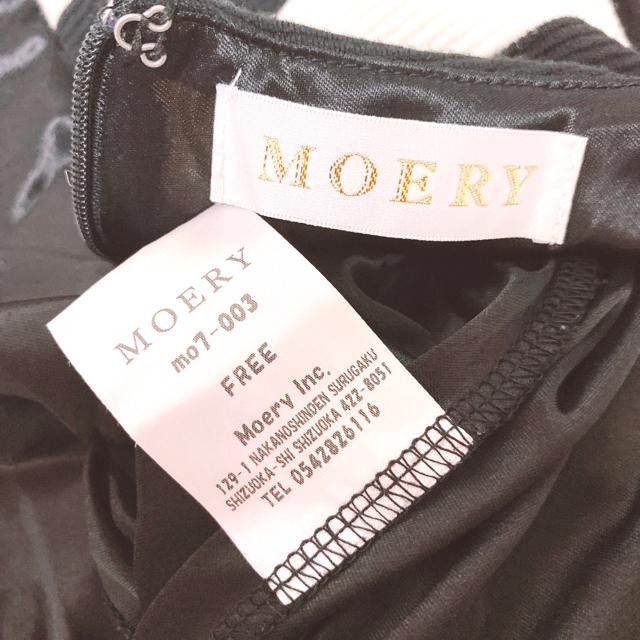 MOERY
MOERY
mo7-003
FREE
Moery Inc.
129-1 NAKANOSHINDEN SURUGAKU
SHIZUOKA-SHI SHIZUOKA 422-8051
TEL 0542826116